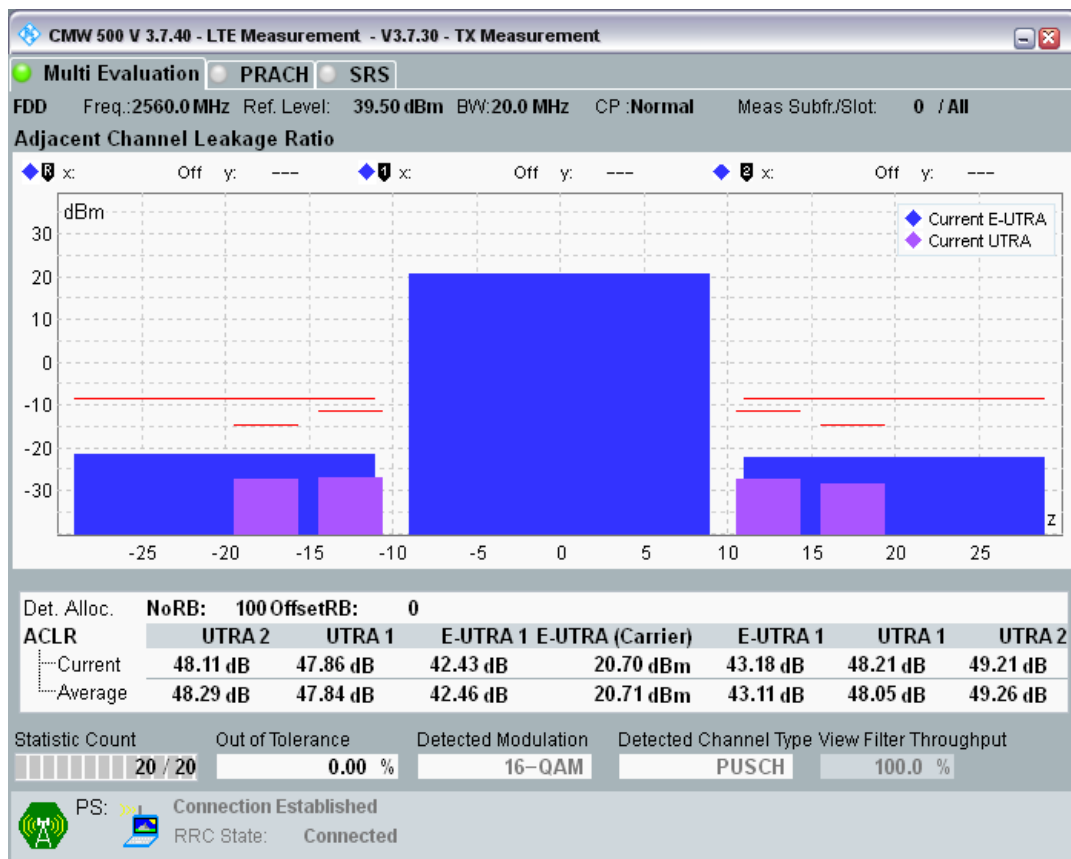 CMW 500 V 3.7.40 - LTE Measurement - V3.7.30 - TX Measurement
Multi Evaluation PRACH SRS
FDD Freq.:2560.0 MHz Ref. Level: 39.50 dBm BW:20.0 MHz CP :Normal Meas Subfr./Slot: 0 / All
Adjacent Channel Leakage Ratio
R x: Off y: --- 1 x: Off y: --- 2 x: Off y: ---
dBm
Current E-UTRA
Current UTRA
30
20
10
0
-10
-20
-30
z
-25 -20 -15 -10 -5 0 5 10 15 20 25
Det. Alloc. NoRB: 100 OffsetRB: 0
ACLR UTRA 2 UTRA 1 E-UTRA 1 E-UTRA (Carrier) E-UTRA 1 UTRA 1 UTRA 2
Current 48.11 dB 47.86 dB 42.43 dB 20.70 dBm 43.18 dB 48.21 dB 49.21 dB
Average 48.29 dB 47.84 dB 42.46 dB 20.71 dBm 43.11 dB 48.05 dB 49.26 dB
Statistic Count Out of Tolerance Detected Modulation Detected Channel Type View Filter Throughput
20 / 20 0.00 % 16-QAM PUSCH 100.0 %
PS: Connection Established
RRC State: Connected